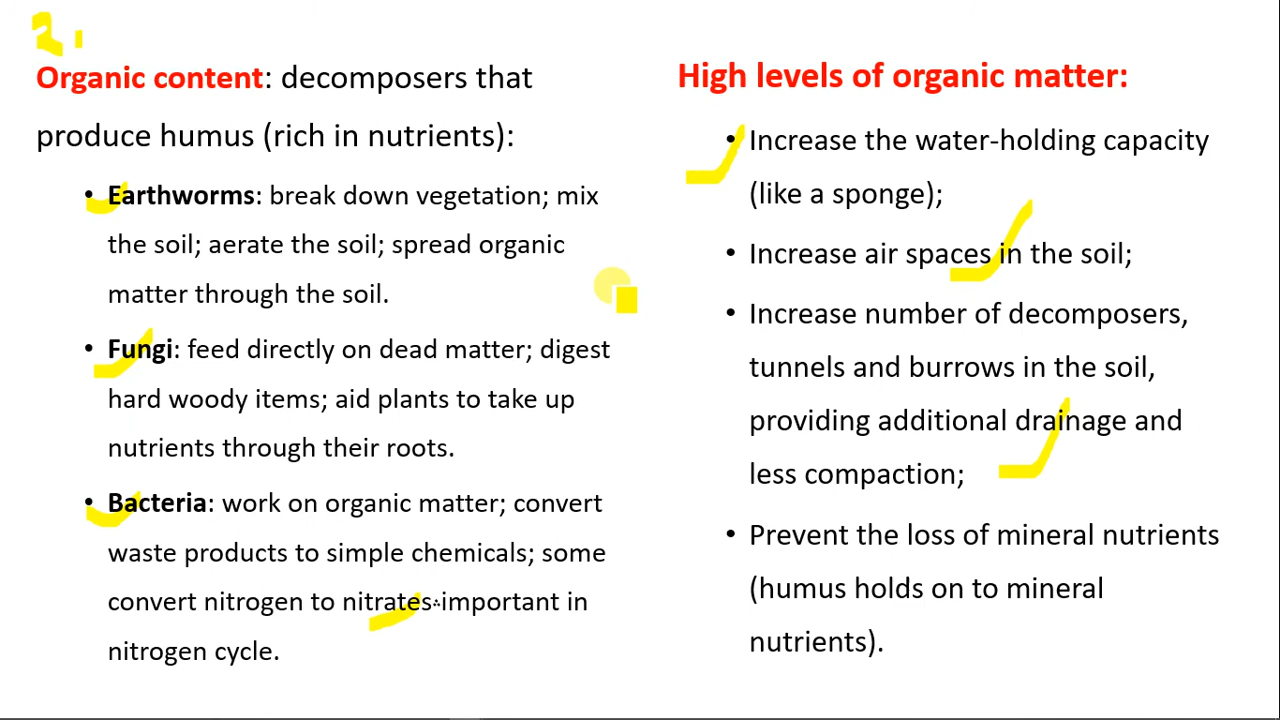 2.
Organic content: decomposers that
produce humus (rich in nutrients):
• Earthworms: break down vegetation; mix
the soil; aerate the soil; spread organic
matter through the soil.
• Fungi: feed directly on dead matter; digest
hard woody items; aid plants to take up
nutrients through their roots.
• Bacteria: work on organic matter; convert
waste products to simple chemicals; some
convert nitrogen to nitrates∴important in
nitrogen cycle.
High levels of organic matter:
• Increase the water-holding capacity
(like a sponge);
• Increase air spaces in the soil;
• Increase number of decomposers,
tunnels and burrows in the soil,
providing additional drainage and
less compaction;
• Prevent the loss of mineral nutrients
(humus holds on to mineral
nutrients).